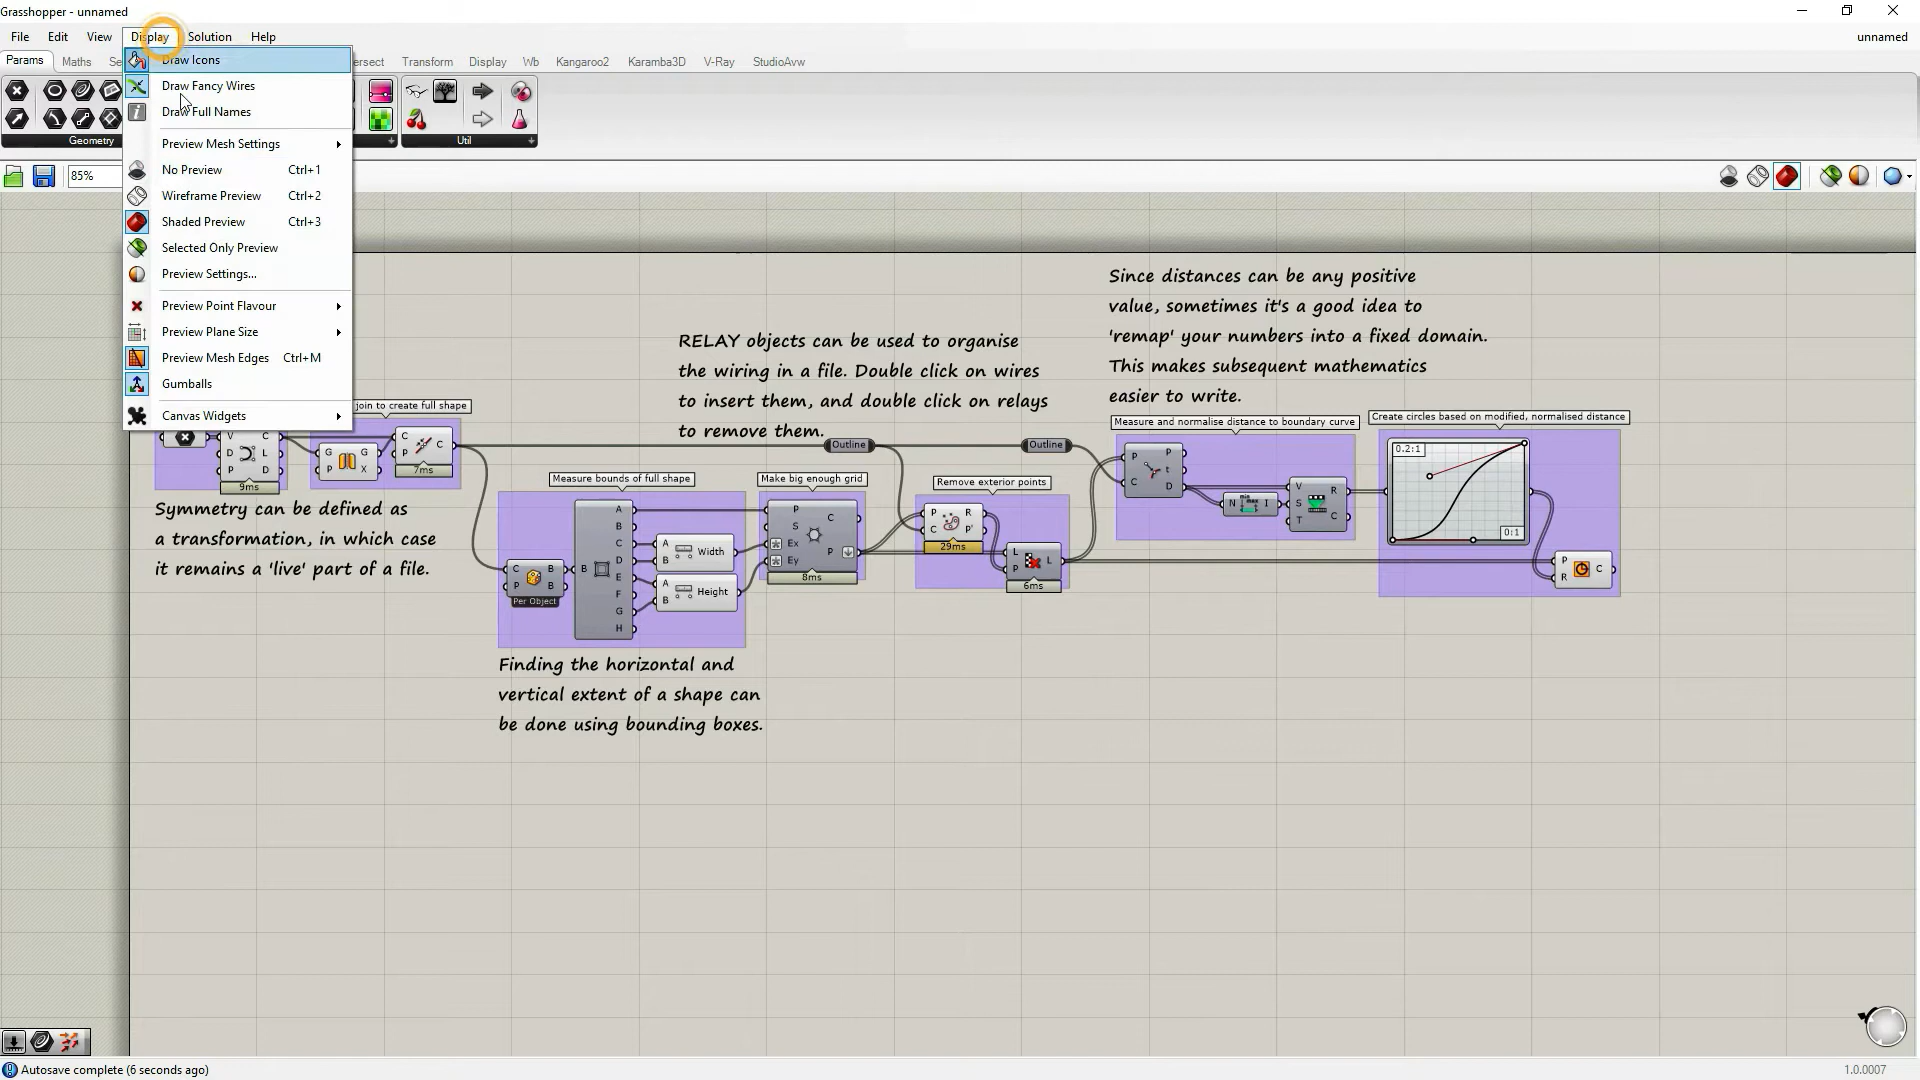 Grasshopper - unnamed
File Edit View Display Solution Help
unnamed
Params Maths Se ersect Transform Display Wb Kangaroo2 Karamba3D V-Ray StudioAvw
Geometry Util
85%
Draw Icons
Draw Fancy Wires
Draw Full Names
Preview Mesh Settings
No Preview Ctrl+1
Wireframe Preview Ctrl+2
Shaded Preview Ctrl+3
Selected Only Preview
Preview Settings...
Preview Point Flavour
Preview Plane Size
Preview Mesh Edges Ctrl+M
Gumballs
Canvas Widgets
join to create full shape
V C
L
P D
D
9ms
G G
P X
C C
P
7ms
Symmetry can be defined as
a transformation, in which case
it remains a 'live' part of a file.
RELAY objects can be used to organise
the wiring in a file. Double click on wires
to insert them, and double click on relays
to remove them.
Outline
Outline
Measure bounds of full shape
C B
P B
Per Object
B
A
B
C
D
E
F
G
H
A
B
Width
A
B
Height
Finding the horizontal and
vertical extent of a shape can
be done using bounding boxes.
Make big enough grid
P
S
Ex
Ey
C
P
8ms
Remove exterior points
P R
C P'
29ms
L
P
L
6ms
Since distances can be any positive
value, sometimes it's a good idea to
'remap' your numbers into a fixed domain.
This makes subsequent mathematics
easier to write.
Measure and normalise distance to boundary curve
P P
t
C D
N min max I
V R
S
T C
Create circles based on modified, normalised distance
0.2:1
0:1
P
R
C
Autosave complete (6 seconds ago)
1.0.0007